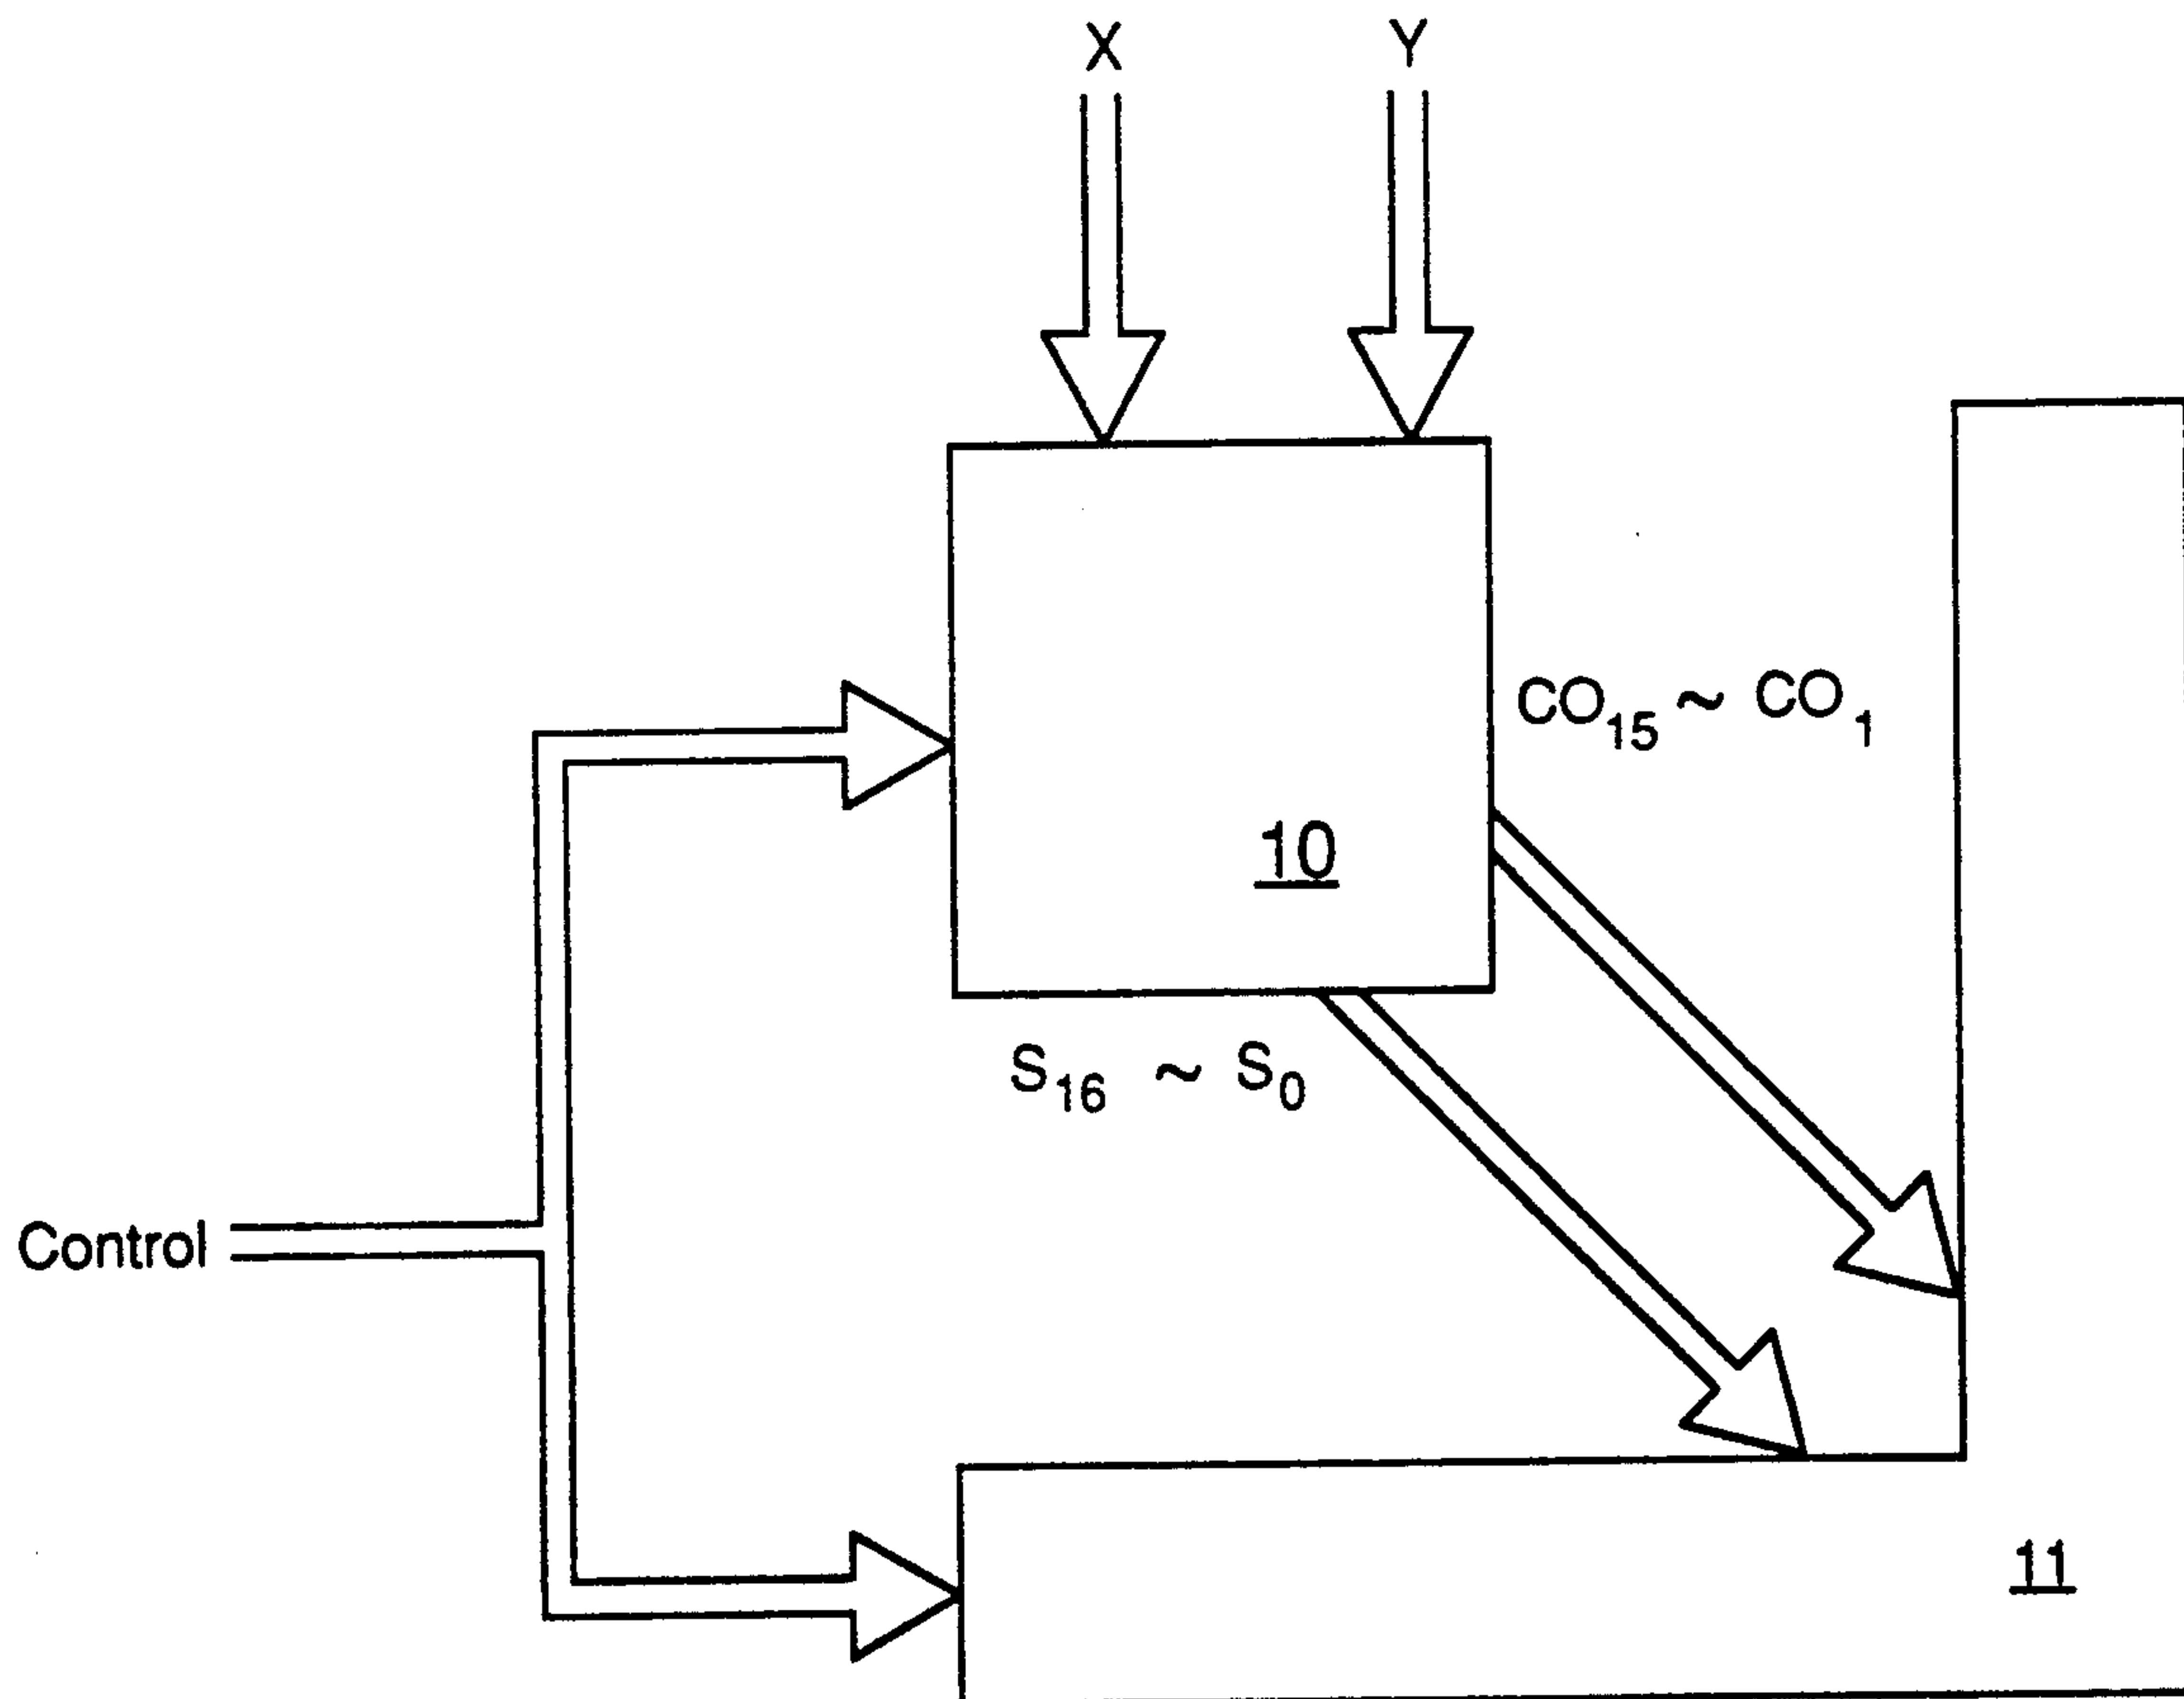 X Y
CO₁₅ ~ CO₁
10
S₁₆ ~ S₀
Control
11